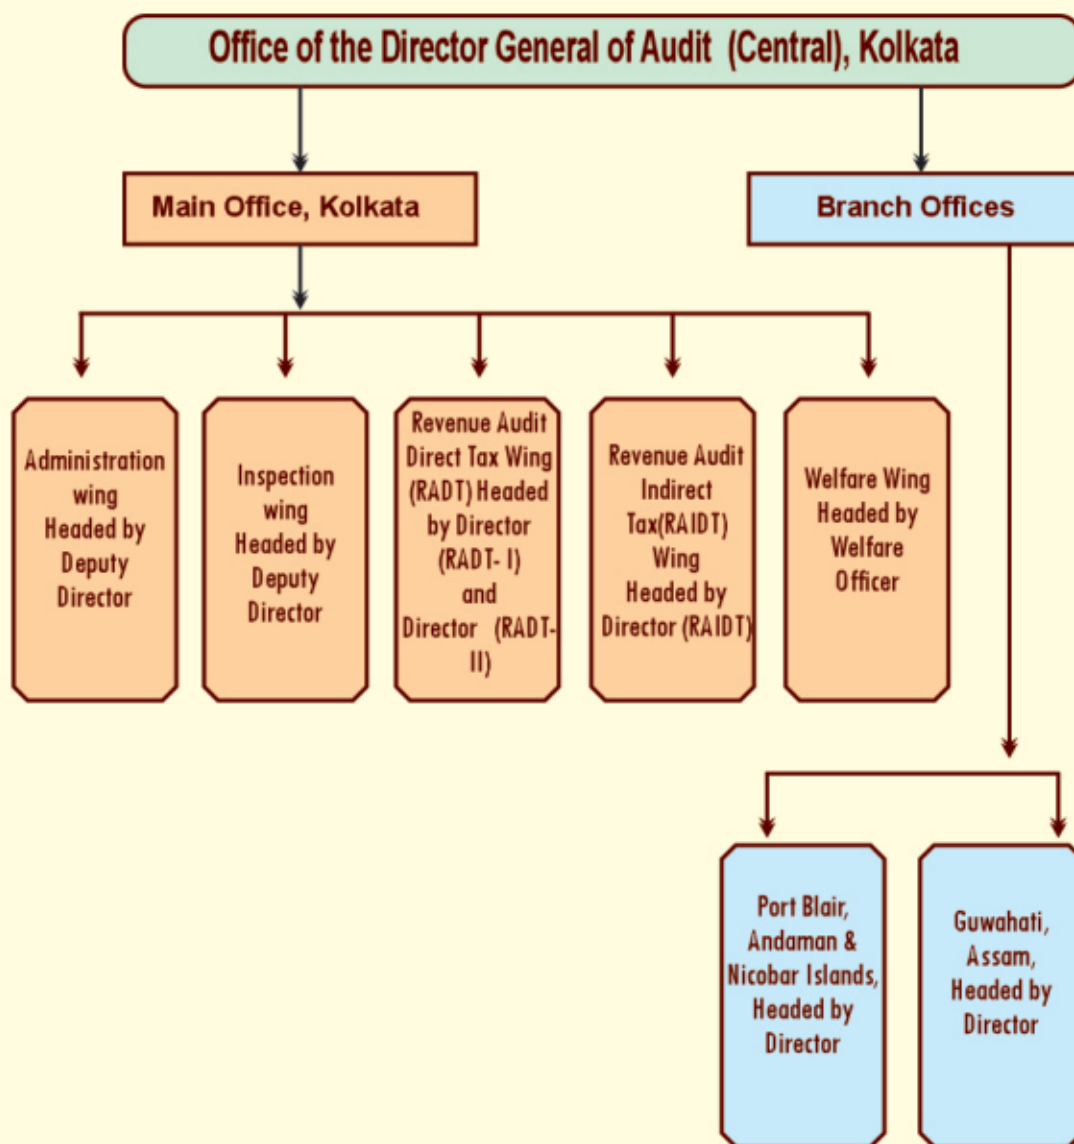 Office of the Director General of Audit (Central), Kolkata
Main Office, Kolkata
Branch Offices
Administration
wing
Headed by
Deputy
Director
Inspection
wing
Headed by
Deputy
Director
Revenue Audit
Direct Tax Wing
(RADT) Headed
by Director
(RADT- I)
and
Director (RADT-
II)
Revenue Audit
Indirect
Tax(RAIDT)
Wing
Headed by
Director (RAIDT)
Welfare Wing
Headed by
Welfare
Officer
Port Blair,
Andaman &
Nicobar Islands,
Headed by
Director
Guwahati,
Assam,
Headed by
Director